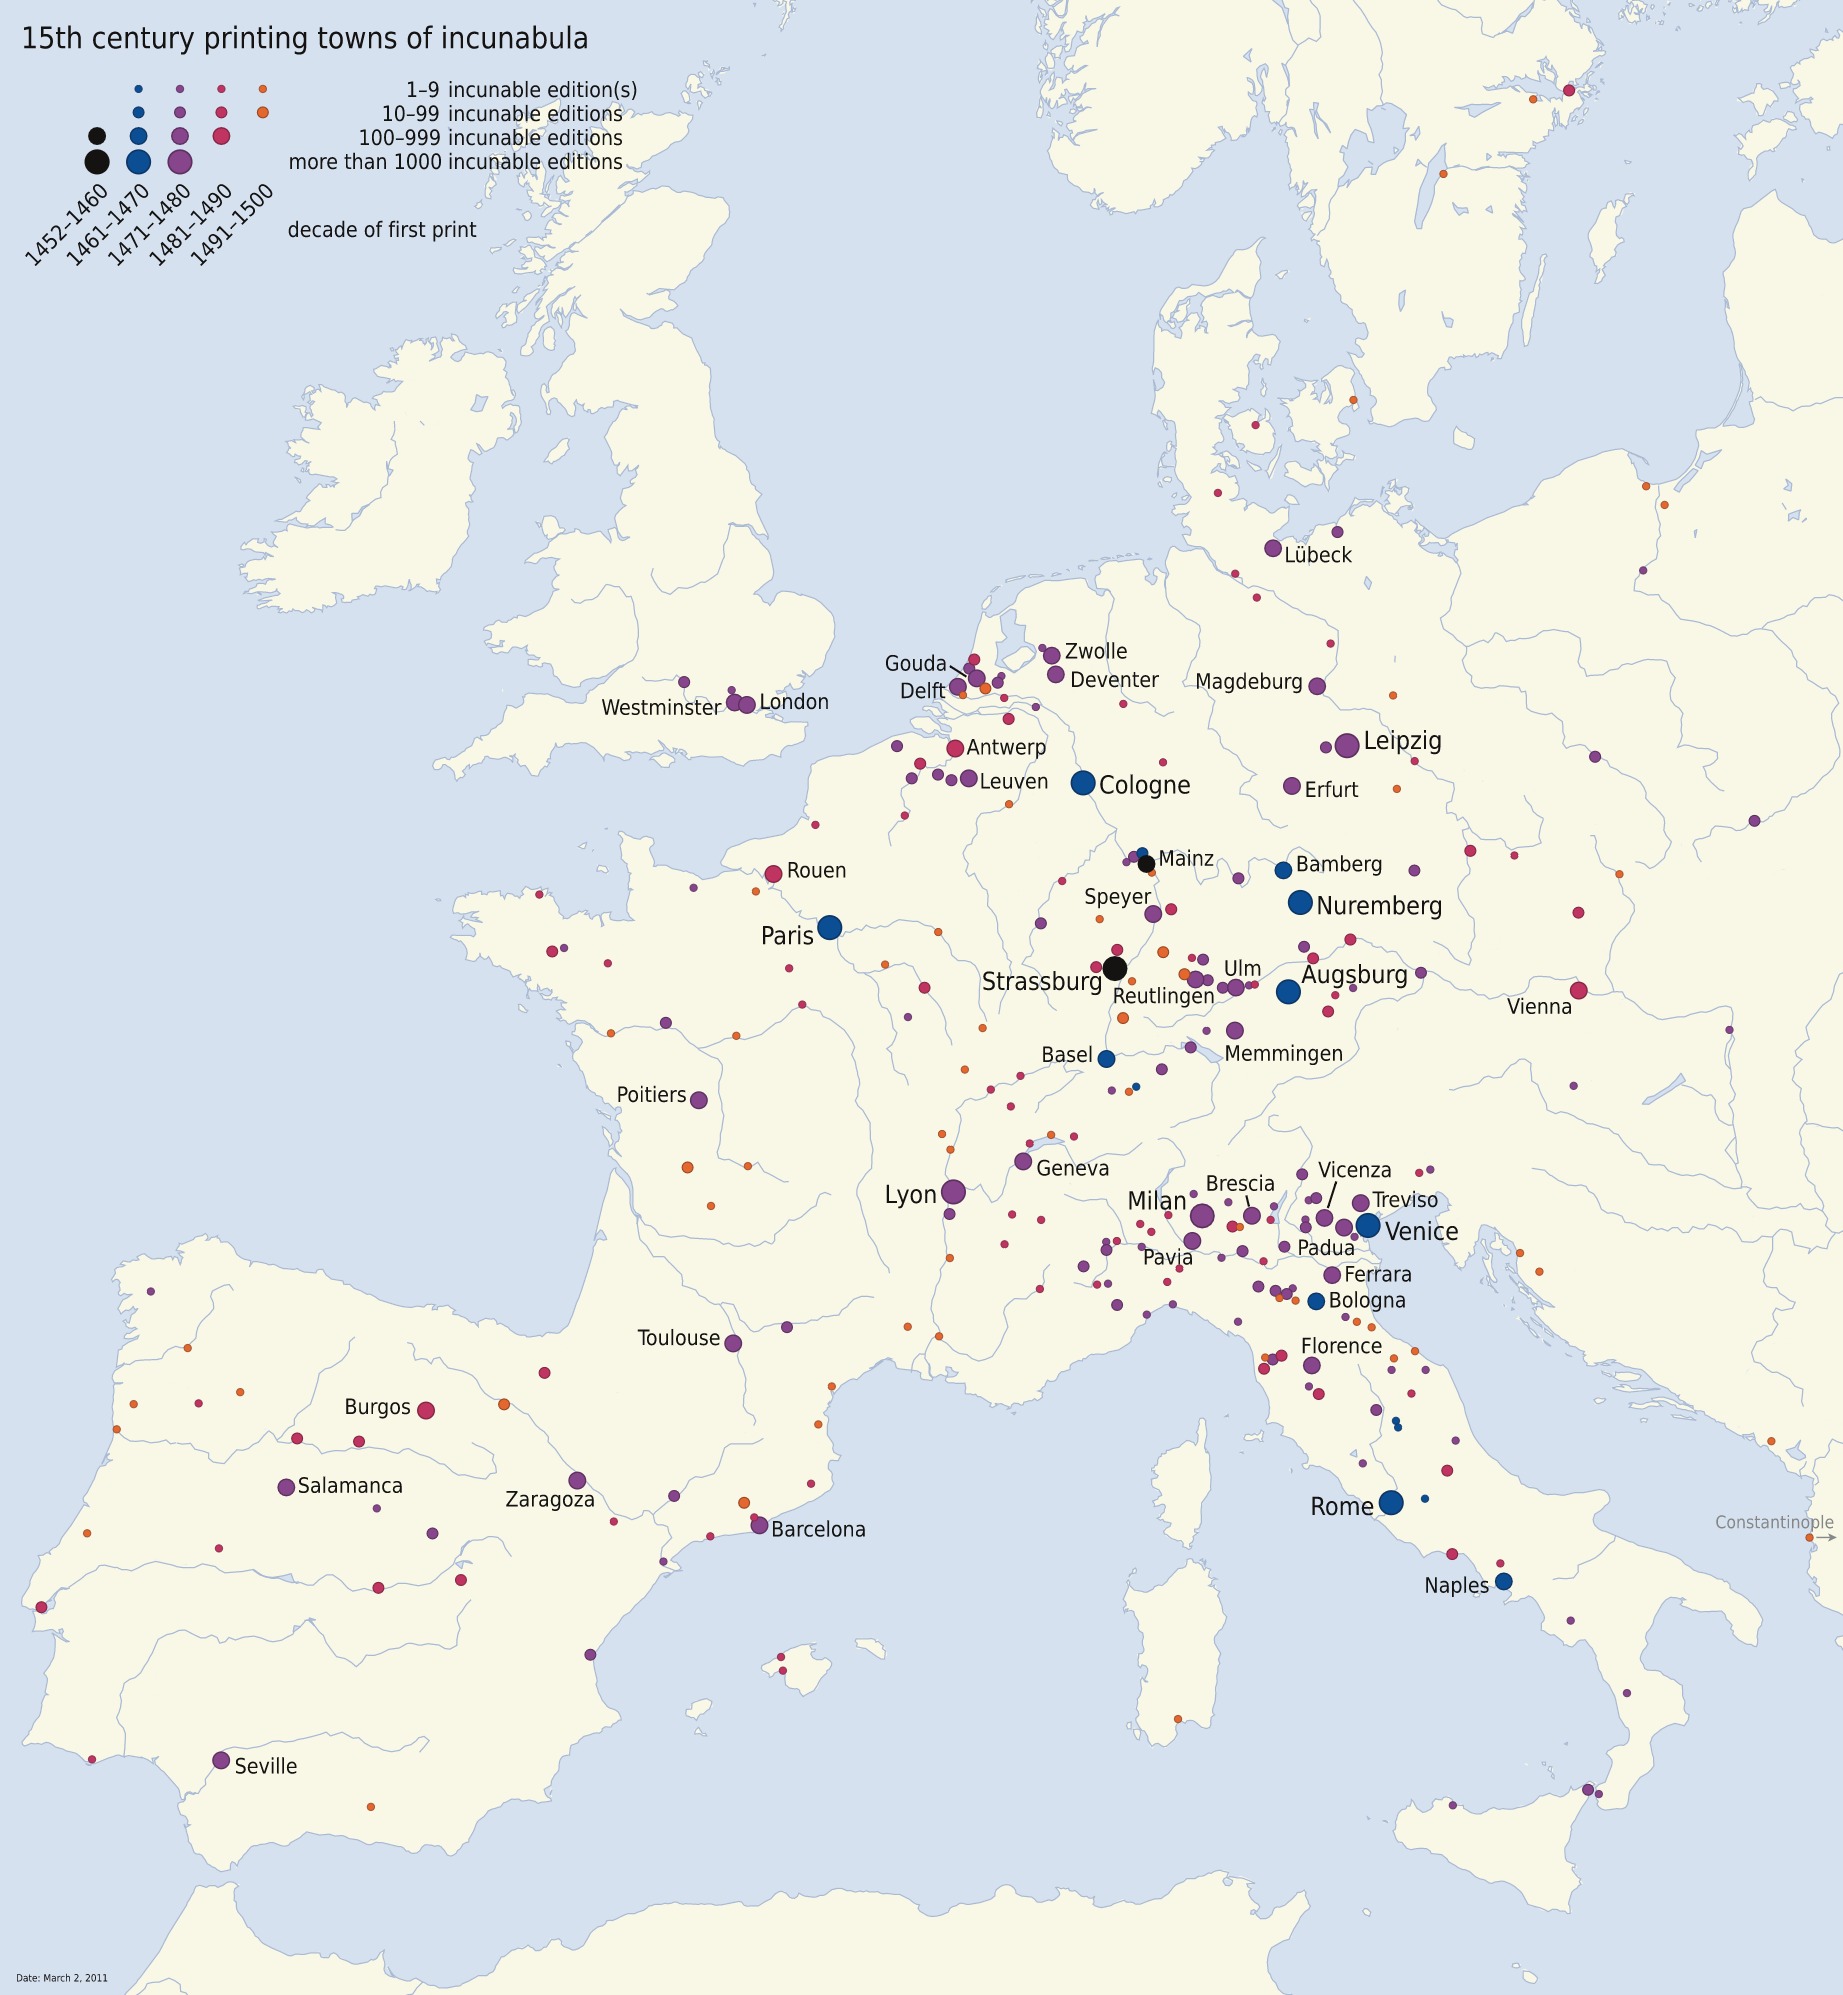 15th century printing towns of incunabula
1–9 incunable edition(s)
10–99 incunable editions
100–999 incunable editions
more than 1000 incunable editions
1452–1460
1461–1470
1471–1480
1481–1490
1491–1500
decade of first print
Lübeck
Zwolle
Gouda
Deventer
Delft
Magdeburg
Westminster
London
Antwerp
Leipzig
Leuven
Cologne
Erfurt
Mainz
Bamberg
Rouen
Speyer
Nuremberg
Paris
Ulm
Strassburg
Augsburg
Reutlingen
Vienna
Basel
Memmingen
Poitiers
Geneva
Vicenza
Brescia
Lyon
Milan
Treviso
Venice
Padua
Pavia
Ferrara
Bologna
Toulouse
Florence
Burgos
Salamanca
Zaragoza
Rome
Constantinople
Barcelona
Naples
Seville
Date: March 2, 2011